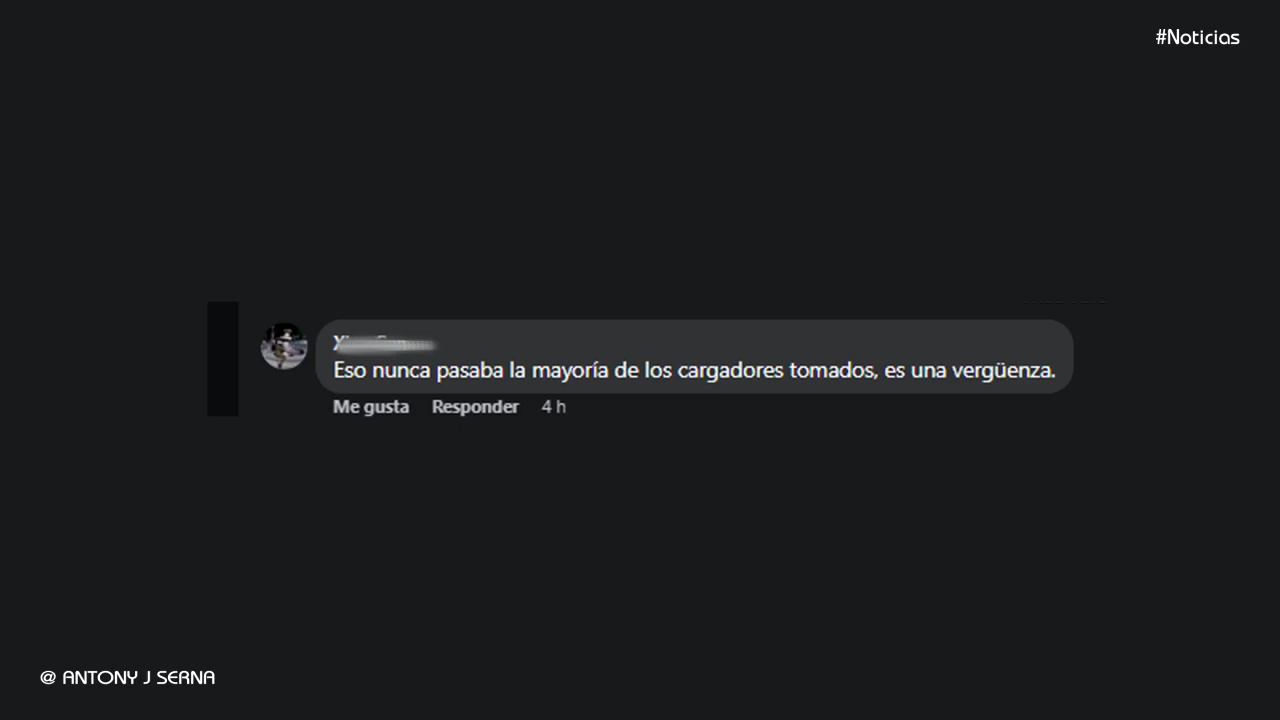 #Noticias
Eso nunca pasaba la mayoría de los cargadores tomados, es una vergüenza.
Me gusta Responder 4 h
@ ANTONY J SERNA